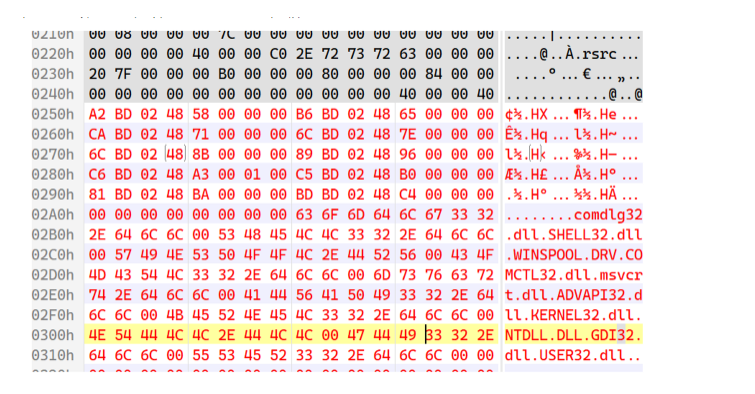 0210h 00 08 00 00 00 7C 00 00 00 00 00 00 00 00 00 00 .....|..........
0220h 00 00 00 00 40 00 00 C0 2E 72 73 72 63 00 00 00 ....@..À.rsrc...
0230h 20 7F 00 00 00 B0 00 00 00 80 00 00 00 84 00 00 ....°...€...„..
0240h 00 00 00 00 00 00 00 00 00 00 00 00 40 00 00 40 ............@..@
0250h A2 BD 02 48 58 00 00 00 B6 BD 02 48 65 00 00 00 ¢½.HX...¶½.He...
0260h CA BD 02 48 71 00 00 00 6C BD 02 48 7E 00 00 00 Ê½.Hq...l½.H~...
0270h 6C BD 02 48 8B 00 00 00 89 BD 02 48 96 00 00 00 l½.H‹...‰½.H–...
0280h C6 BD 02 48 A3 00 01 00 C5 BD 02 48 B0 00 00 00 Æ½.H£...Å½.H°...
0290h 81 BD 02 48 BA 00 00 00 BD BD 02 48 C4 00 00 00 .½.Hº...½½.HÄ...
02A0h 00 00 00 00 00 00 00 00 63 6F 6D 64 6C 67 33 32 ........comdlg32
02B0h 2E 64 6C 6C 00 53 48 45 4C 4C 33 32 2E 64 6C 6C .dll.SHELL32.dll
02C0h 00 57 49 4E 53 50 4F 4F 4C 2E 44 52 56 00 43 4F .WINSPOOL.DRV.CO
02D0h 4D 43 54 4C 33 32 2E 64 6C 6C 00 6D 73 76 63 72 MCTL32.dll.msvcr
02E0h 74 2E 64 6C 6C 00 41 44 56 41 50 49 33 32 2E 64 t.dll.ADVAPI32.d
02F0h 6C 6C 00 4B 45 52 4E 45 4C 33 32 2E 64 6C 6C 00 ll.KERNEL32.dll.
0300h 4E 54 44 4C 4C 2E 44 4C 4C 00 47 44 49 33 32 2E NTDLL.DLL.GDI32.
0310h 64 6C 6C 00 55 53 45 52 33 32 2E 64 6C 6C 00 00 dll.USER32.dll..